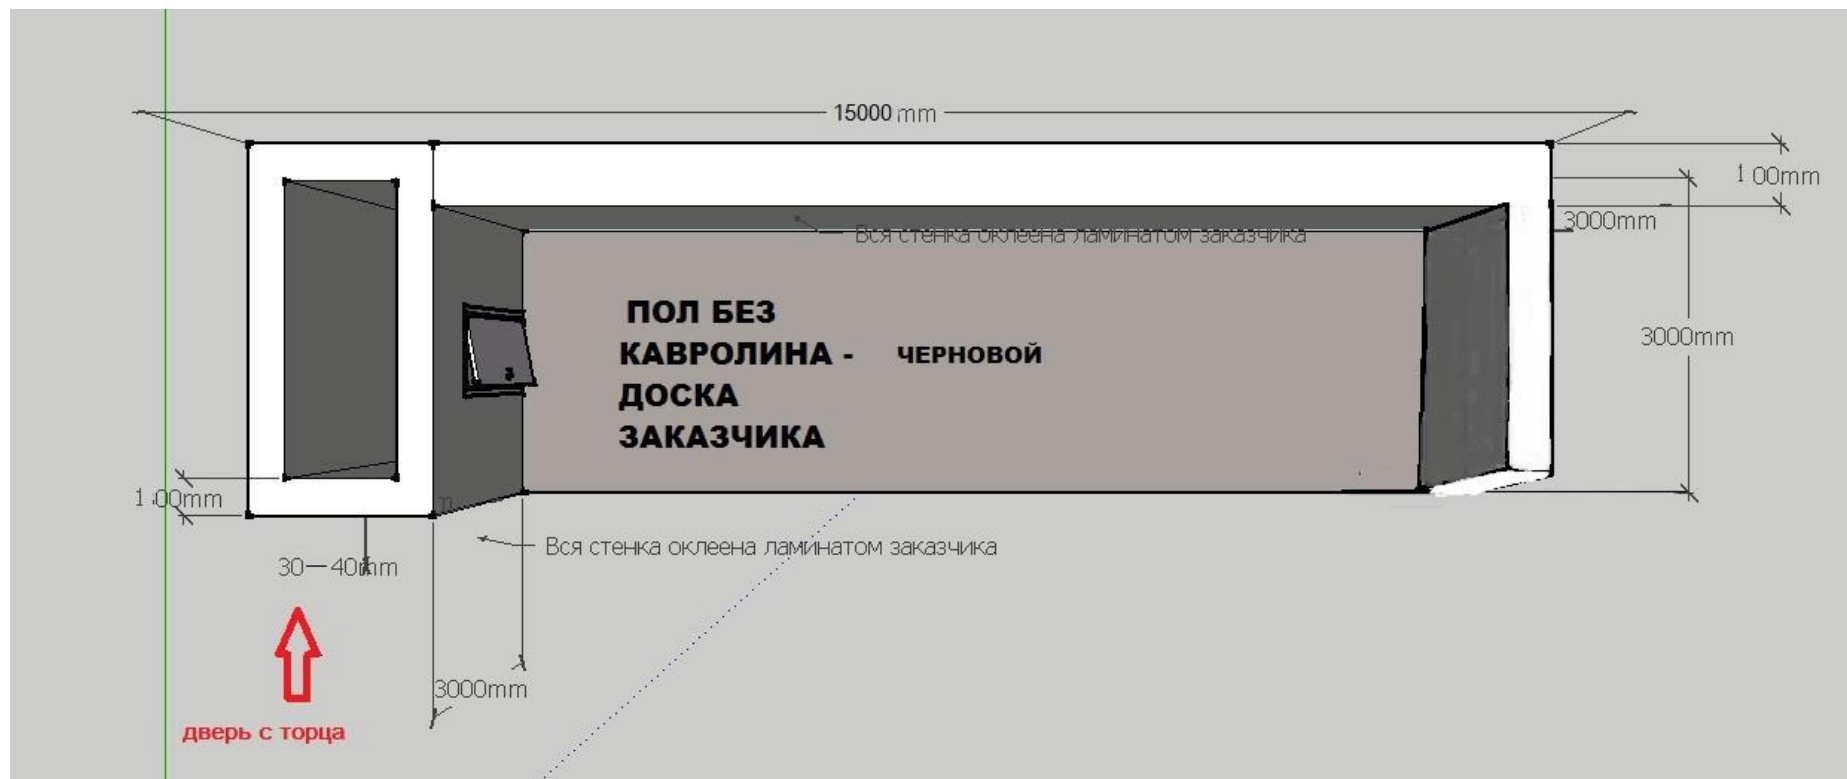 15000 mm
1 00mm
3000mm
Вся стенка оклеена ламинатом заказчика
ПОЛ БЕЗ
КАВРОЛИНА - ЧЕРНОВОЙ
3000mm
ДОСКА
ЗАКАЗЧИКА
1 00mm
Вся стенка оклеена ламинатом заказчика
30—40mm
3000mm
дверь с торца